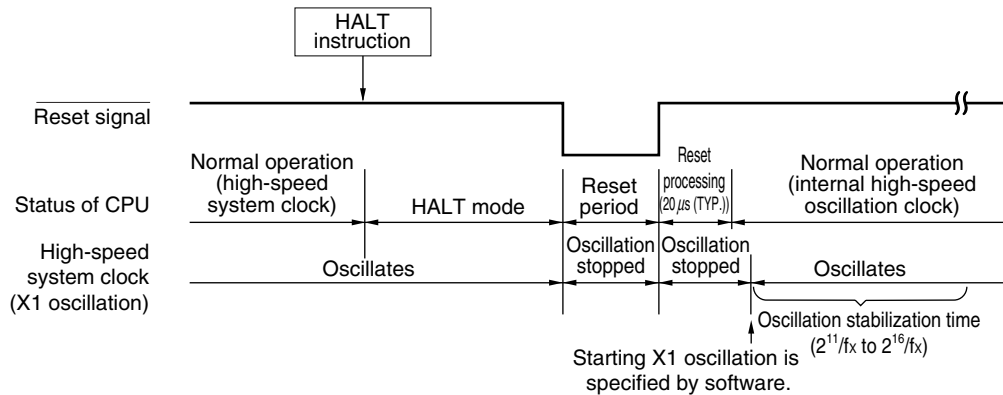 HALT
instruction
Reset signal
Normal operation
(high-speed
system clock)
Status of CPU
HALT mode
Reset
period
Reset
processing
(20 μs (TYP.))
Normal operation
(internal high-speed
oscillation clock)
High-speed
system clock
(X1 oscillation)
Oscillates
Oscillation
stopped
Oscillation
stopped
Oscillates
Oscillation stabilization time
(2¹¹/fx to 2¹⁶/fx)
Starting X1 oscillation is
specified by software.